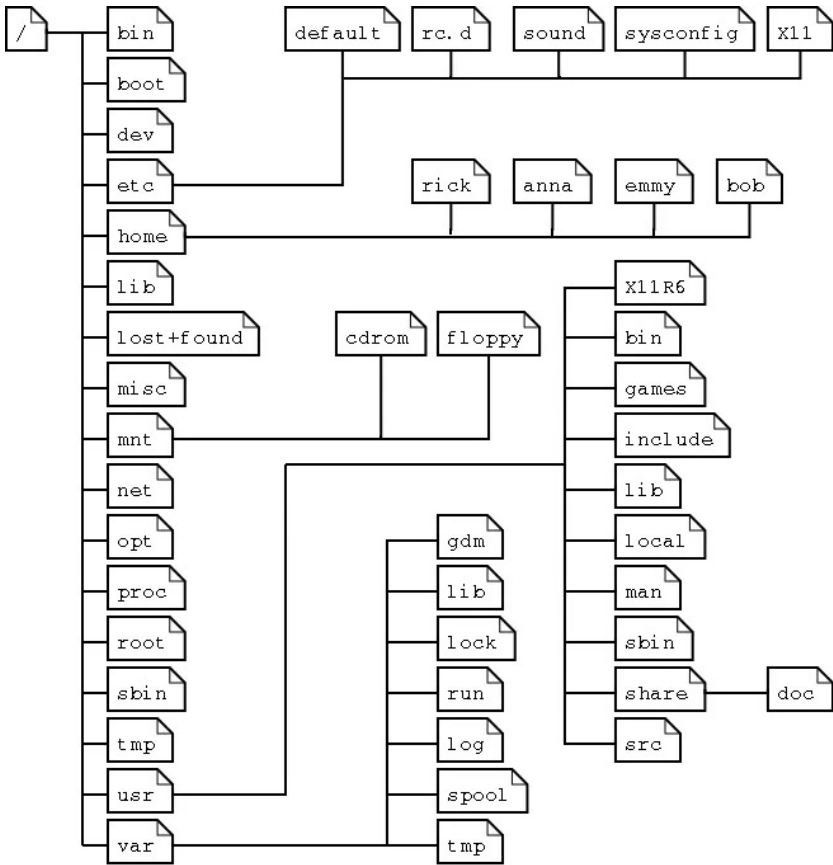 / bin default rc.d sound sysconfig X11
boot
dev
etc rick anna emmy bob
home
lib X11R6
lost+found cdrom floppy bin
misc games
mnt include
net lib
opt gdm local
proc lib man
root lock sbin
sbin run share doc
tmp log src
usr spool
var tmp